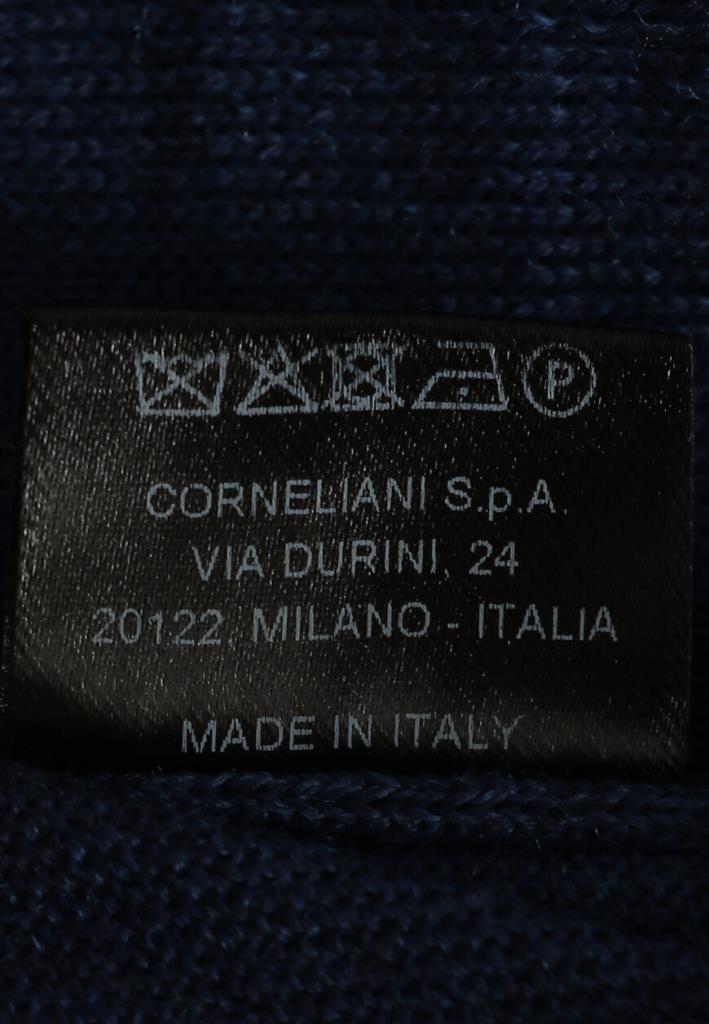 P
CORNELIANI S.p.A.
VIA DURINI, 24
20122, MILANO - ITALIA
MADE IN ITALY